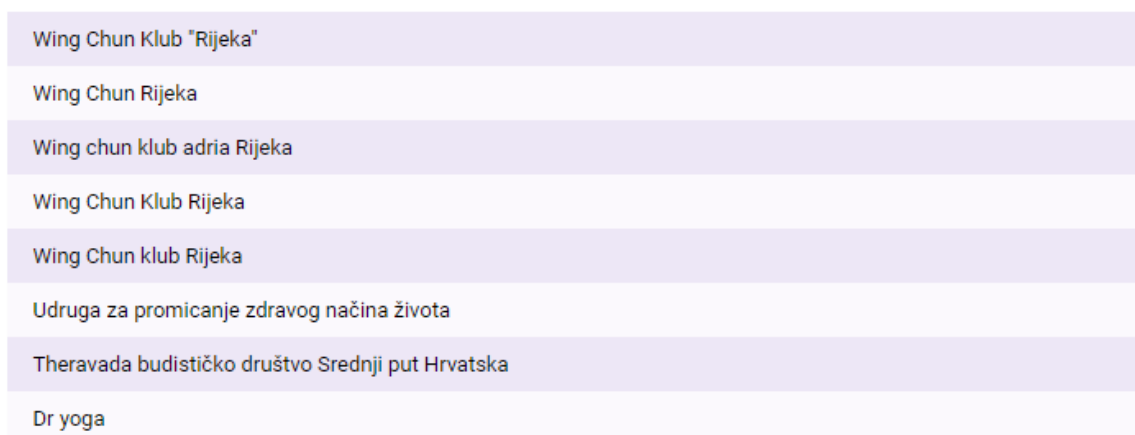 Wing Chun Klub "Rijeka"
Wing Chun Rijeka
Wing chun klub adria Rijeka
Wing Chun Klub Rijeka
Wing Chun klub Rijeka
Udruga za promicanje zdravog načina života
Theravada budističko društvo Srednji put Hrvatska
Dr yoga